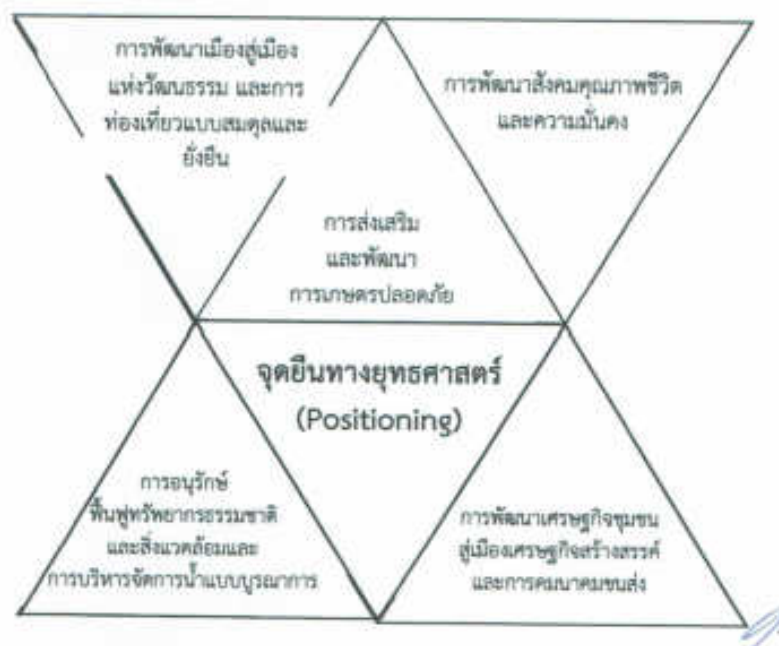 การพัฒนาเมืองสู่เมือง
แห่งวัฒนธรรม และการ
ท่องเที่ยวแบบสมดุลและ
ยั่งยืน
การพัฒนาสังคมคุณภาพชีวิต
และความมั่นคง
การส่งเสริม
และพัฒนา
การเกษตรปลอดภัย
จุดยืนทางยุทธศาสตร์
(Positioning)
การอนุรักษ์
ฟื้นฟูทรัพยากรธรรมชาติ
และสิ่งแวดล้อมและ
การบริหารจัดการน้ำแบบบูรณาการ
การพัฒนาเศรษฐกิจชุมชน
สู่เมืองเศรษฐกิจสร้างสรรค์
และการคมนาคมขนส่ง